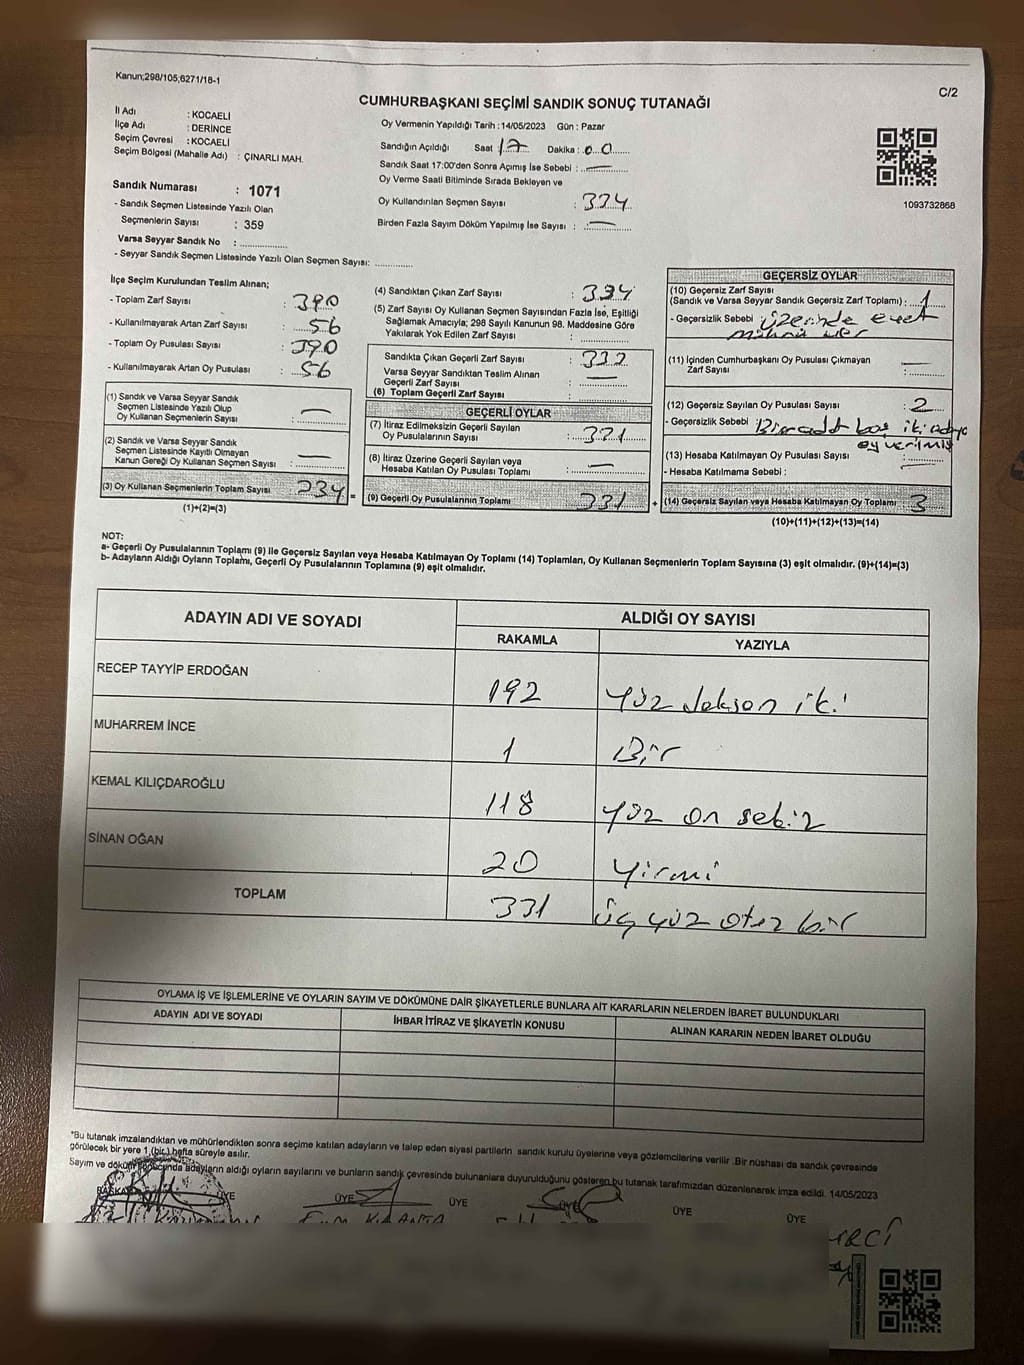 Kanun;298/105;6271/18-1
C/2
CUMHURBAŞKANI SEÇİMİ SANDIK SONUÇ TUTANAĞI
İl Adı : KOCAELİ
İlçe Adı : DERİNCE
Seçim Çevresi : KOCAELİ
Seçim Bölgesi (Mahalle Adı) : ÇINARLI MAH.
Sandık Numarası : 1071
- Sandık Seçmen Listesinde Yazılı Olan
Seçmenlerin Sayısı : 359
Varsa Seyyar Sandık No : ..............
- Seyyar Sandık Seçmen Listesinde Yazılı Olan Seçmen Sayısı: ............
Oy Vermenin Yapıldığı Tarih : 14/05/2023 Gün : Pazar
Sandığın Açıldığı Saat 17 Dakika : 00
Sandık Saat 17:00'den Sonra Açımış İse Sebebi : —
Oy Verme Saati Bitiminde Sırada Bekleyen ve
Oy Kullandırılan Seçmen Sayısı : 334
Birden Fazla Sayım Döküm Yapılmış İse Sayısı : —
1093732868
İlçe Seçim Kurulundan Teslim Alınan;
- Toplam Zarf Sayısı : 390
- Kullanılmayarak Artan Zarf Sayısı : 56
- Toplam Oy Pusulası Sayısı : 390
- Kullanılmayarak Artan Oy Pusulası : 56
(1) Sandık ve Varsa Seyyar Sandık
Seçmen Listesinde Yazılı Olup
Oy Kullanan Seçmenlerin Sayısı : —
(2) Sandık ve Varsa Seyyar Sandık
Seçmen Listesinde Kayıtlı Olmayan
Kanun Gereği Oy Kullanan Seçmen Sayısı : —
(3) Oy Kullanan Seçmenlerin Toplam Sayısı 234 =
(1)+(2)=(3)
(4) Sandıktan Çıkan Zarf Sayısı : 334
(5) Zarf Sayısı Oy Kullanan Seçmen Sayısından Fazla İse, Eşitliği
Sağlamak Amacıyla; 298 Sayılı Kanunun 98. Maddesine Göre
Yakılarak Yok Edilen Zarf Sayısı : ..............
Sandıkta Çıkan Geçerli Zarf Sayısı : 333
Varsa Seyyar Sandıktan Teslim Alınan
Geçerli Zarf Sayısı : —
(6) Toplam Geçerli Zarf Sayısı : ..............
GEÇERLİ OYLAR
(7) İtiraz Edilmeksizin Geçerli Sayılan
Oy Pusulalarının Sayısı : 331
(8) İtiraz Üzerine Geçerli Sayılan veya
Hesaba Katılan Oy Pusulası Toplamı : —
(9) Geçerli Oy Pusulalarının Toplamı 331 +
GEÇERSİZ OYLAR
(10) Geçersiz Zarf Sayısı
(Sandık ve Varsa Seyyar Sandık Geçersiz Zarf Toplamı) : 1
- Geçersizlik Sebebi üzerinde evet
(11) İçinden Cumhurbaşkanı Oy Pusulası Çıkmayan
Zarf Sayısı : —
(12) Geçersiz Sayılan Oy Pusulası Sayısı : 2
- Geçersizlik Sebebi Bir adet boş iki adaya
oy verilmiş
(13) Hesaba Katılmayan Oy Pusulası Sayısı : —
- Hesaba Katılmama Sebebi :
(14) Geçersiz Sayılan veya Hesaba Katılmayan Oy Toplamı 3
(10)+(11)+(12)+(13)=(14)
NOT:
a- Geçerli Oy Pusulalarının Toplamı (9) ile Geçersiz Sayılan veya Hesaba Katılmayan Oy Toplamı (14) Toplamları, Oy Kullanan Seçmenlerin Toplam Sayısına (3) eşit olmalıdır. (9)+(14)=(3)
b- Adayların Aldığı Oyların Toplamı, Geçerli Oy Pusulalarının Toplamına (9) eşit olmalıdır.
ADAYIN ADI VE SOYADI ALDIĞI OY SAYISI
RAKAMLA YAZIYLA
RECEP TAYYİP ERDOĞAN 192 yüz doksan iki
MUHARREM İNCE 1 Bir
KEMAL KILIÇDAROĞLU 118 yüz on sekiz
SİNAN OĞAN 20 yirmi
TOPLAM 331 üç yüz otuz bir
OYLAMA İŞ VE İŞLEMLERİNE VE OYLARIN SAYIM VE DÖKÜMÜNE DAİR ŞİKAYETLERLE BUNLARA AİT KARARLARIN NELERDEN İBARET BULUNDUKLARI
ADAYIN ADI VE SOYADI İHBAR İTİRAZ VE ŞİKAYETİN KONUSU ALINAN KARARIN NEDEN İBARET OLDUĞU
*Bu tutanak imzalandıktan ve mühürlendikten sonra seçime katılan adayların ve talep eden siyasi partilerin sandık kurulu üyelerine veya gözlemcilerine verilir .Bir nüshası da sandık çevresinde
görülecek bir yere 1 (bir ) hafta süreyle asılır.
Sayım ve döküm sonucunda adayların aldığı oyların sayılarını ve bunların sandık çevresinde bulunanlara duyurulduğunu gösteren bu tutanak tarafımızdan düzenlenerek imza edildi. 14/05/2023
BAŞKAN ÜYE ÜYE ÜYE ÜYE ÜYE ÜYE